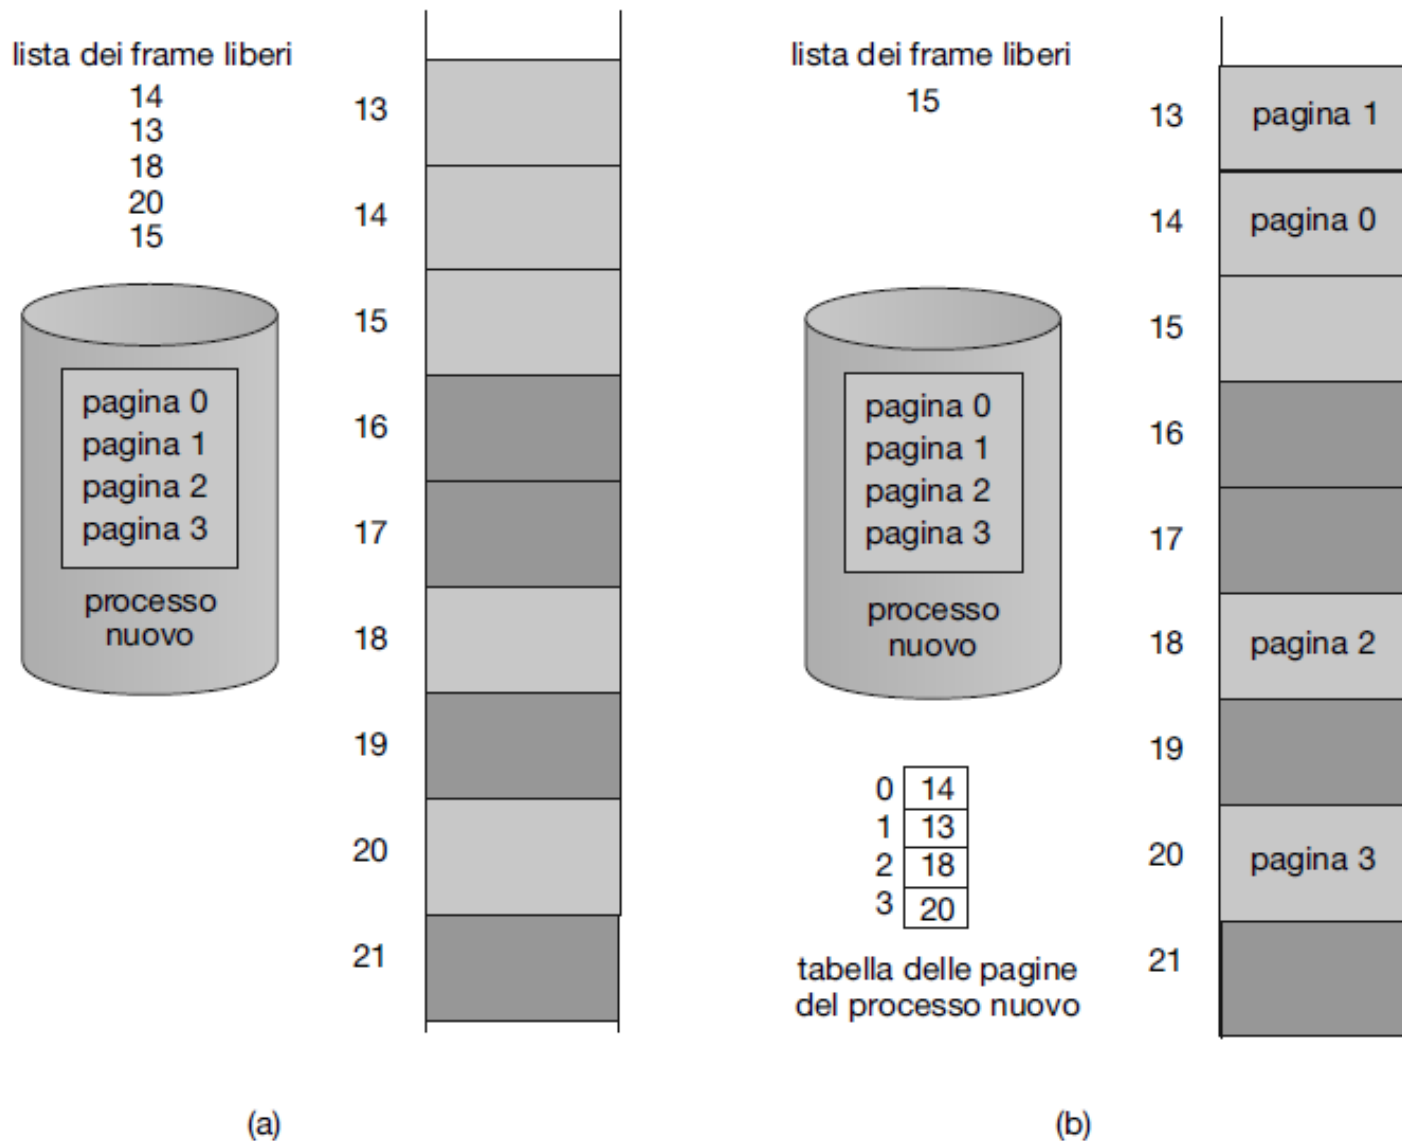 lista dei frame liberi
14
13
18
20
15
pagina 0
pagina 1
pagina 2
pagina 3
processo
nuovo
13
14
15
16
17
18
19
20
21
(a)
lista dei frame liberi
15
pagina 0
pagina 1
pagina 2
pagina 3
processo
nuovo
0 14
1 13
2 18
3 20
tabella delle pagine
del processo nuovo
13 pagina 1
14 pagina 0
15
16
17
18 pagina 2
19
20 pagina 3
21
(b)